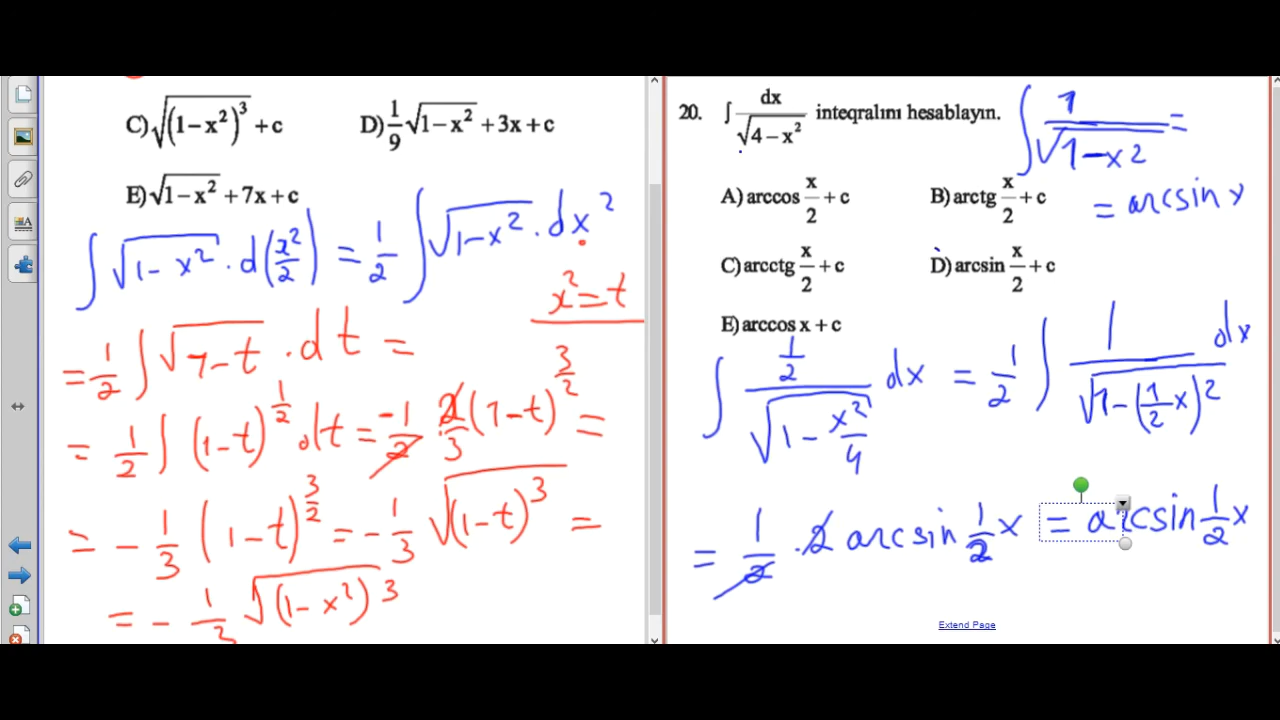 C) √(1−x²)³ + c D) 1/9 √1−x² + 3x + c
E) √1−x² + 7x + c
∫ √1−x² · d(x²/2) = 1/2 ∫ √1−x² · dx²
x² = t
= 1/2 ∫ √1−t · dt =
= 1/2 ∫ (1−t)^1/2 dt = −1/2 · 2/3 (1−t)^3/2 =
= −1/3 (1−t)^3/2 = −1/3 √(1−t)³ =
= −1/3 √(1−x²)³
20. ∫ dx/√4−x² inteqralını hesablayın.
∫ 1/√1−x² =
= arcsin x
A) arccos x/2 + c B) arctg x/2 + c
C) arcctg x/2 + c D) arcsin x/2 + c
E) arccos x + c
∫ 1/2 / √1−x²/4 dx = 1/2 ∫ 1/√1−(1/2 x)² dx
= 1/2 · 2 arcsin 1/2 x = arcsin 1/2 x
Extend Page